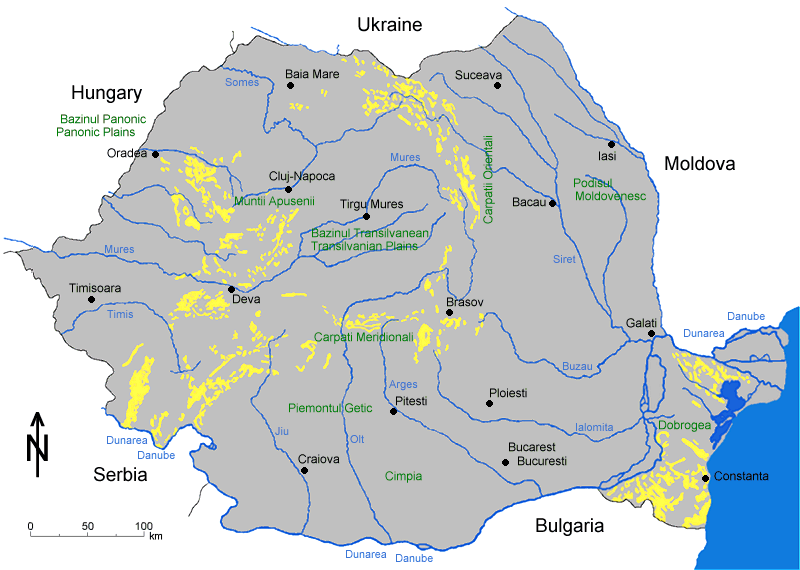 Ukraine
Baia Mare
Suceava
Somes
Hungary
Bazinul Panonic
Panonic Plains
Oradea
Iasi
Mures
Moldova
Carpatii Orientali
Cluj-Napoca
Muntii Apusenii
Podisul
Moldovenesc
Tirgu Mures
Bacau
Bazinul Transilvanean
Transilvanian Plains
Mures
Siret
Timisoara
Deva
Brasov
Timis
Danube
Dunarea
Galati
Carpati Meridionali
Buzau
Arges
Ploiesti
Pitesti
Piemontul Getic
Jiu
Olt
Ialomita
Dobrogea
Dunarea
Danube
N
Serbia
Craiova
Bucarest
Bucuresti
Cimpia
Constanta
Bulgaria
0 50 100
km
Dunarea
Danube